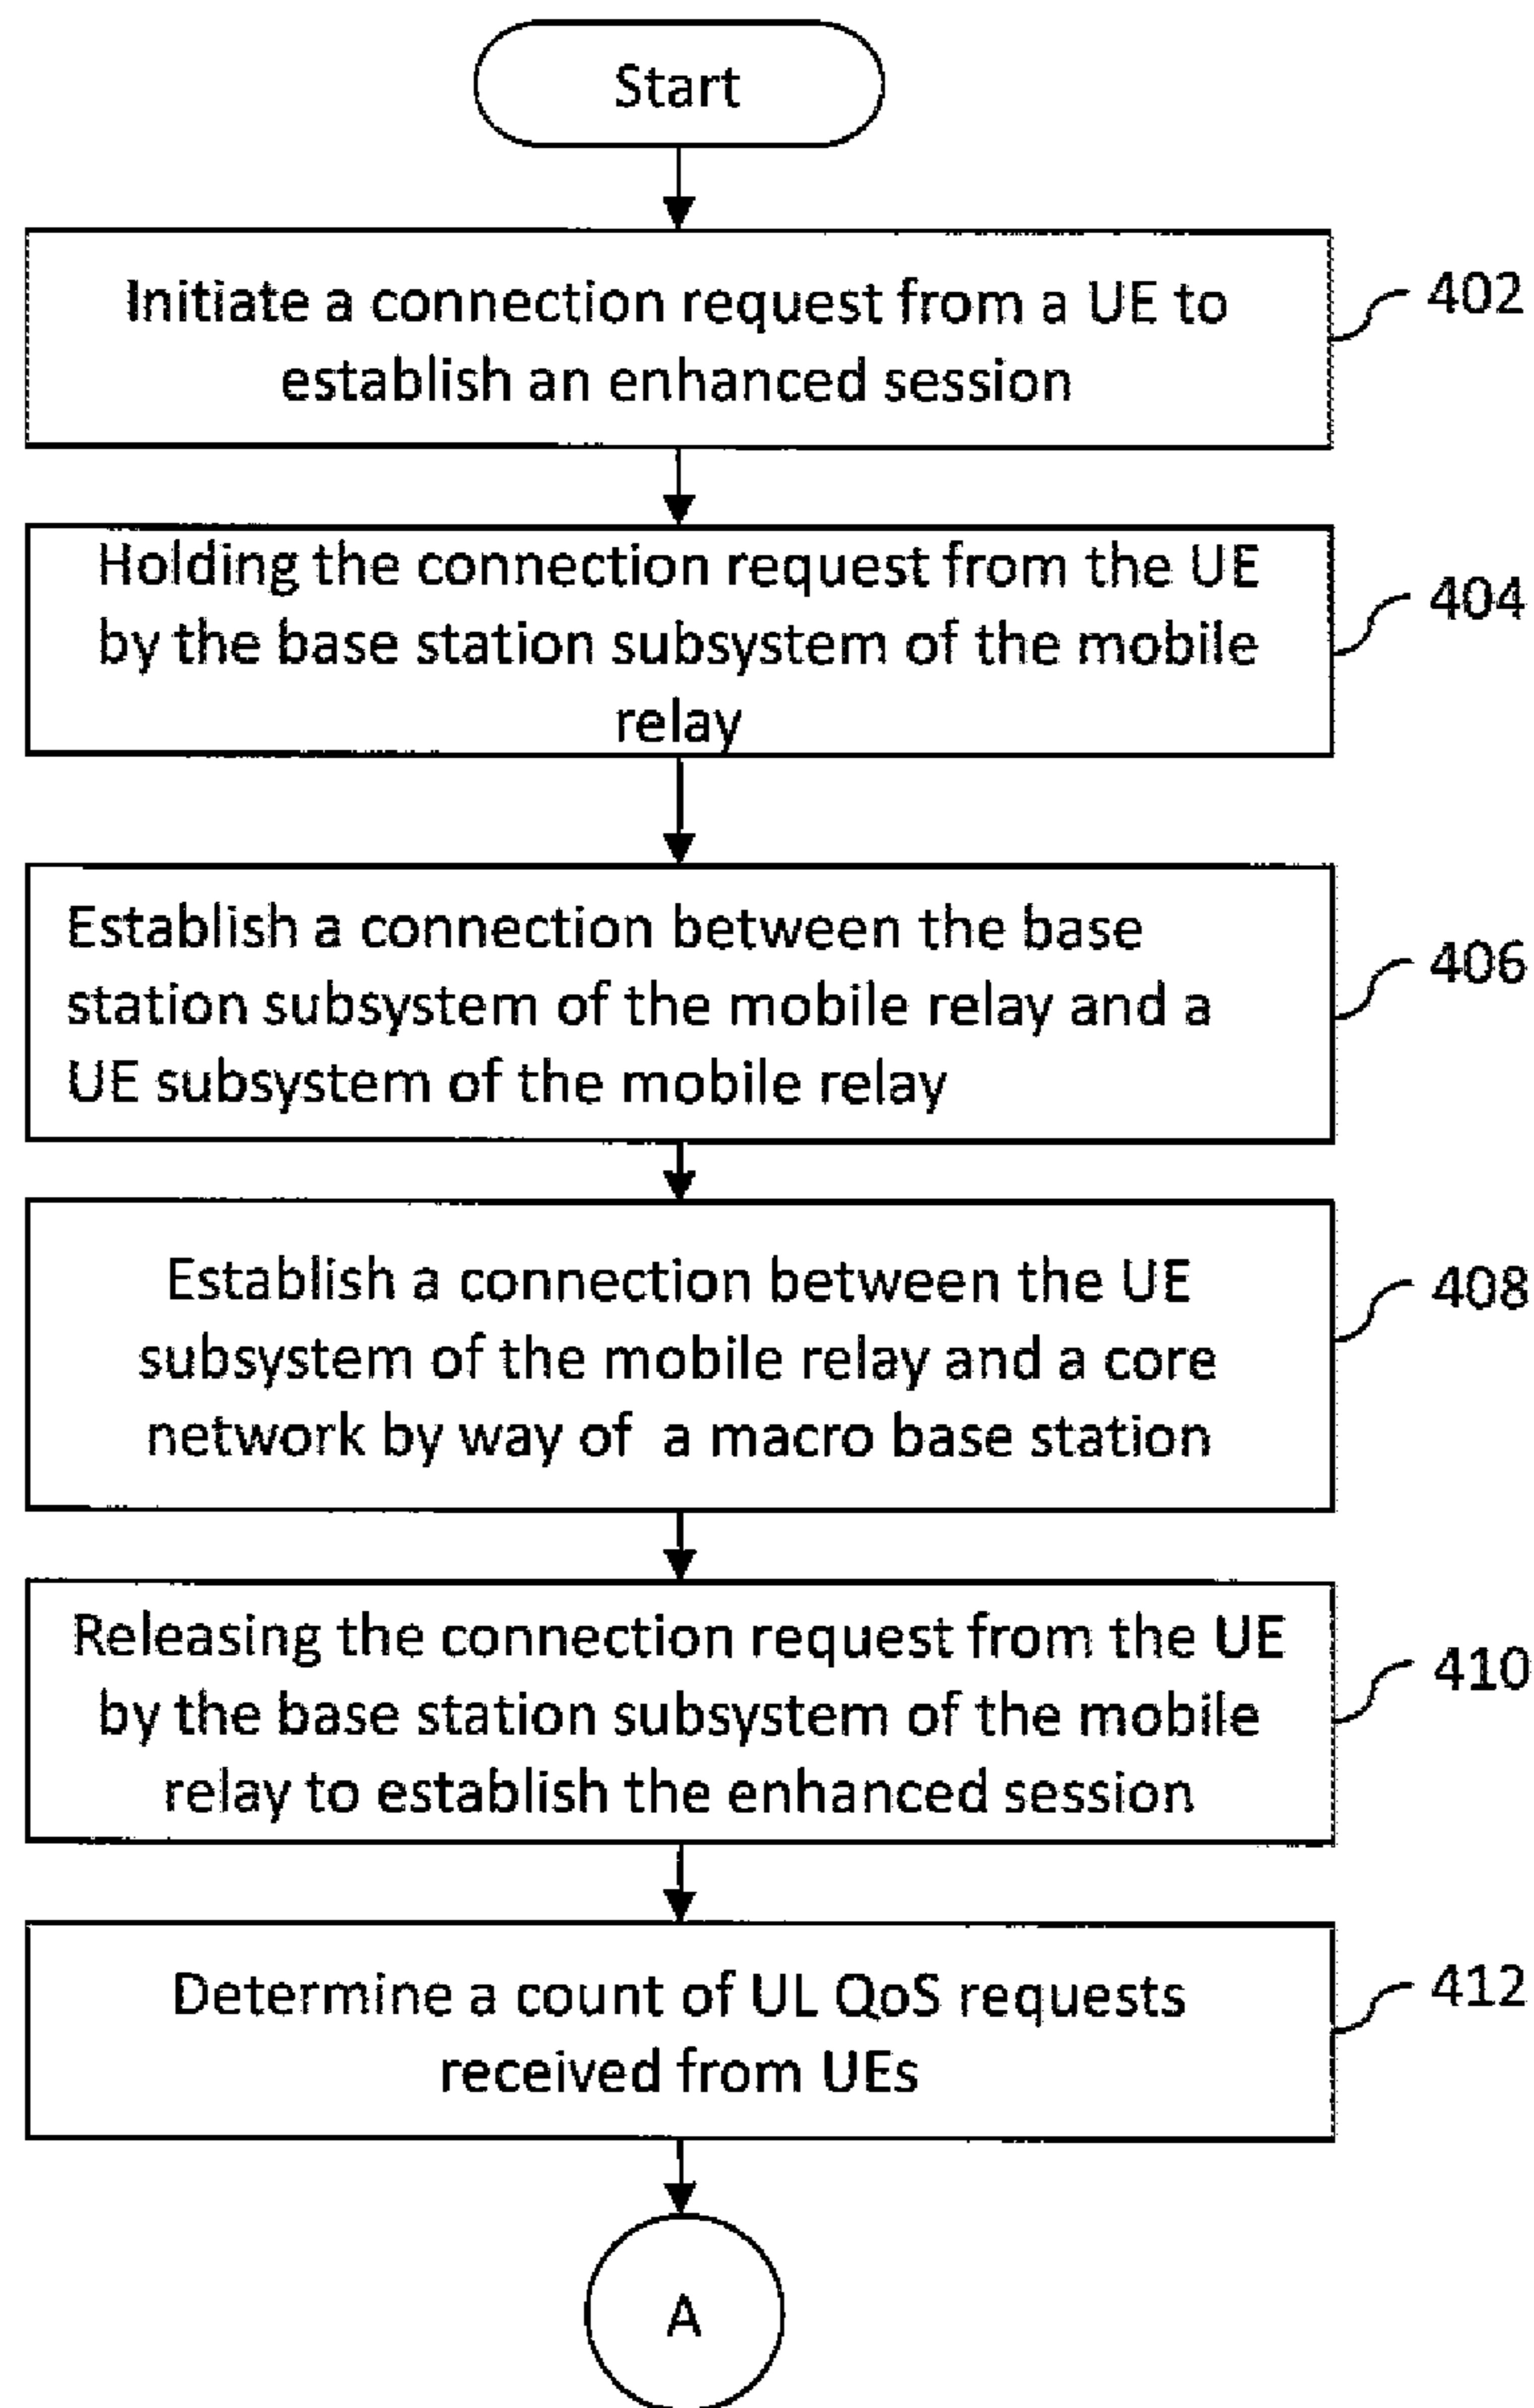 Start
Initiate a connection request from a UE to
establish an enhanced session
402
Holding the connection request from the UE
by the base station subsystem of the mobile
relay
404
Establish a connection between the base
station subsystem of the mobile relay and a
UE subsystem of the mobile relay
406
Establish a connection between the UE
subsystem of the mobile relay and a core
network by way of a macro base station
408
Releasing the connection request from the UE
by the base station subsystem of the mobile
relay to establish the enhanced session
410
Determine a count of UL QoS requests
received from UEs
412
A